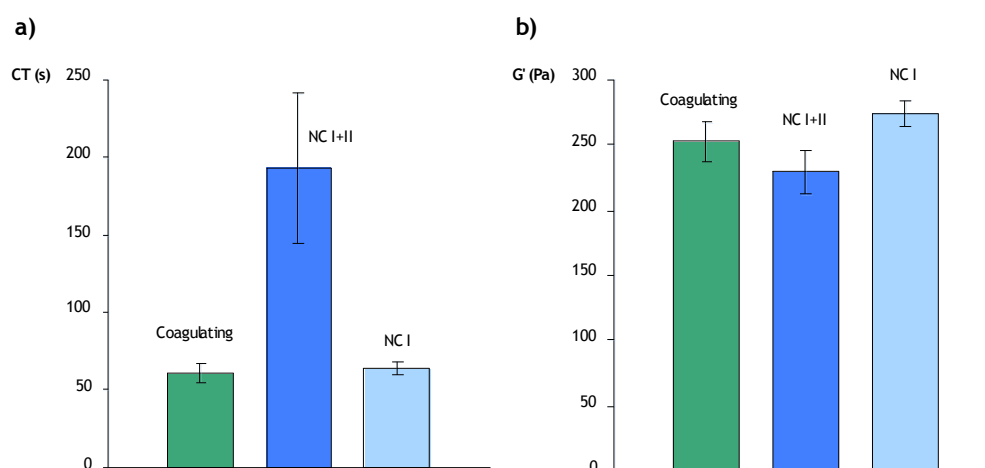 a)
CT (s)
250
200
150
100
50
0
Coagulating
NC I+II
NC I
b)
G' (Pa)
300
250
200
150
100
50
0
Coagulating
NC I+II
NC I